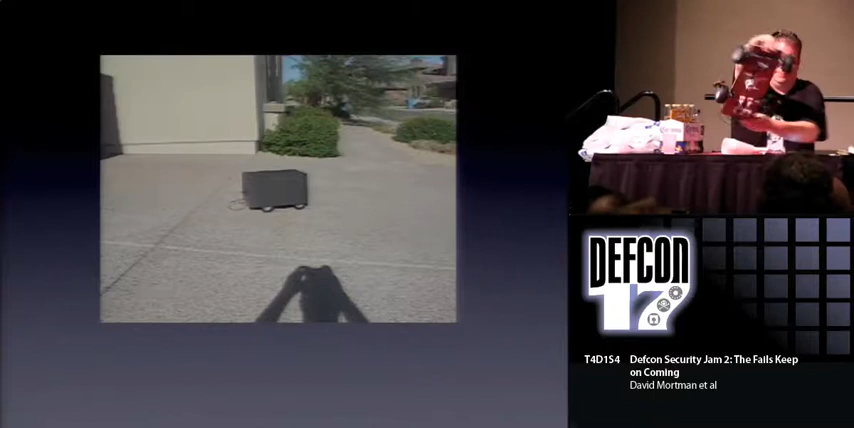 DEFCON
17
T4D1S4 Defcon Security Jam 2: The Fails Keep
on Coming
David Mortman et al